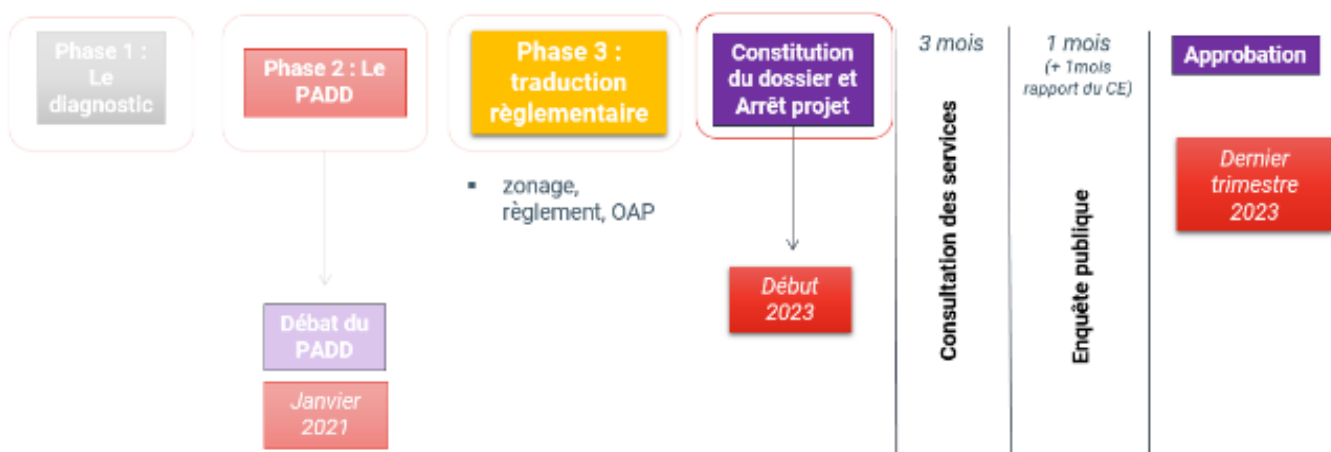 Phase 1 :
Le
diagnostic
Phase 2 : Le
PADD
Phase 3 :
traduction
règlementaire
Constitution
du dossier et
Arrêt projet
3 mois
1 mois
(+ 1mois
rapport du CE)
Approbation
▪ zonage,
règlement, OAP
Consultation des services
Enquête publique
Dernier
trimestre
2023
Début
2023
Débat du
PADD
Janvier
2021